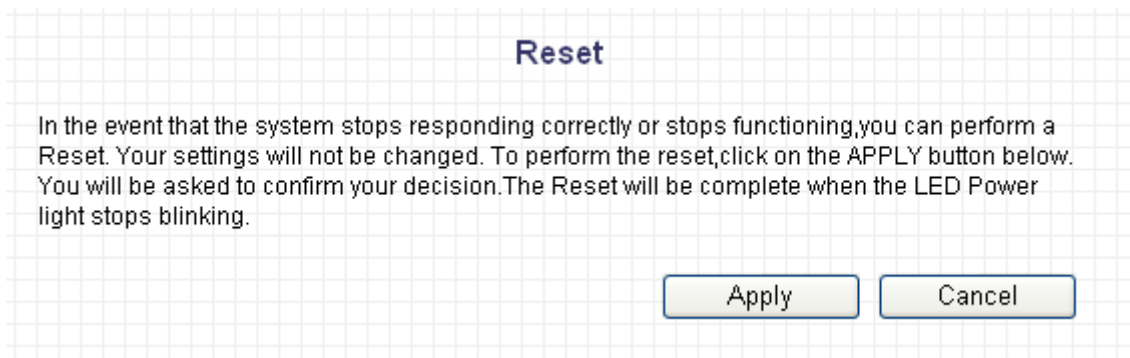 Reset
In the event that the system stops responding correctly or stops functioning,you can perform a
Reset. Your settings will not be changed. To perform the reset,click on the APPLY button below.
You will be asked to confirm your decision.The Reset will be complete when the LED Power
light stops blinking.
Apply Cancel